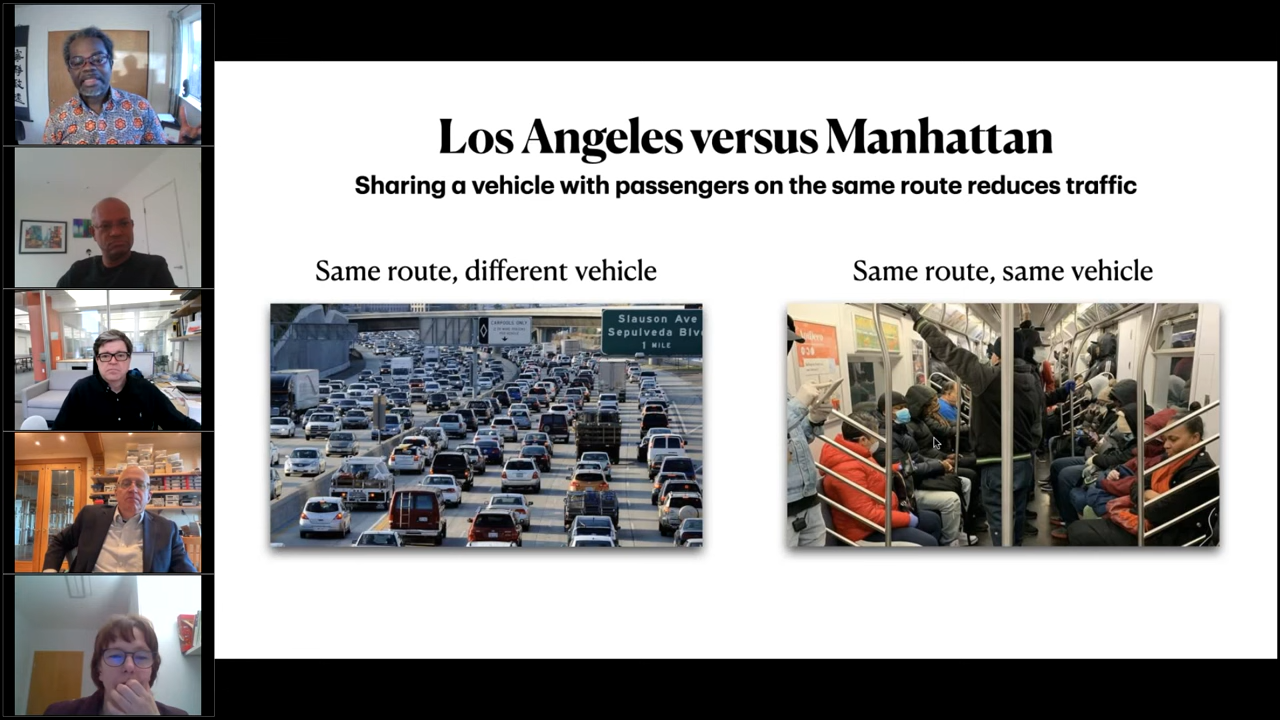 Los Angeles versus Manhattan
Sharing a vehicle with passengers on the same route reduces traffic
Same route, different vehicle
Same route, same vehicle
CARPOOLS ONLY
Slauson Ave
Sepulveda Blv
1 MILE